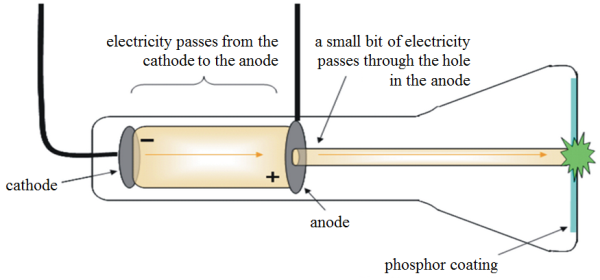 electricity passes from the
cathode to the anode
a small bit of electricity
passes through the hole
in the anode
−
+
cathode
anode
phosphor coating